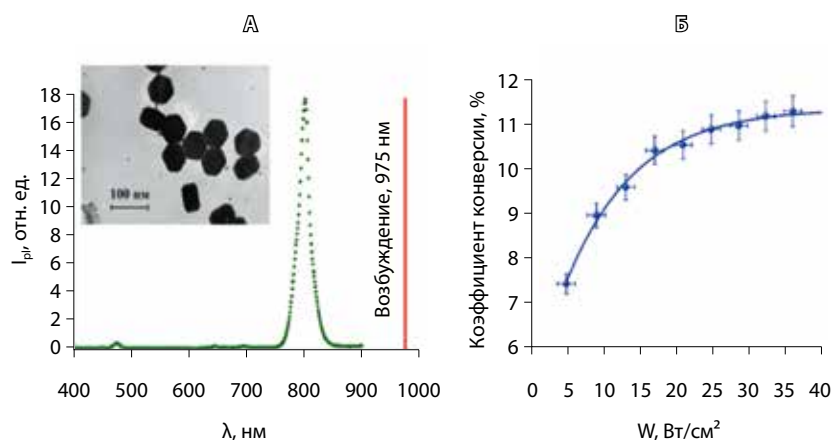 А
Б
18
16
14
12
10
8
6
4
2
0
I pl, отн. ед.
100 нм
Возбуждение, 975 нм
400 500 600 700 800 900 1000
λ, нм
12
11
10
9
8
7
6
Коэффициент конверсии, %
0 5 10 15 20 25 30 35 40
W, Вт/см²